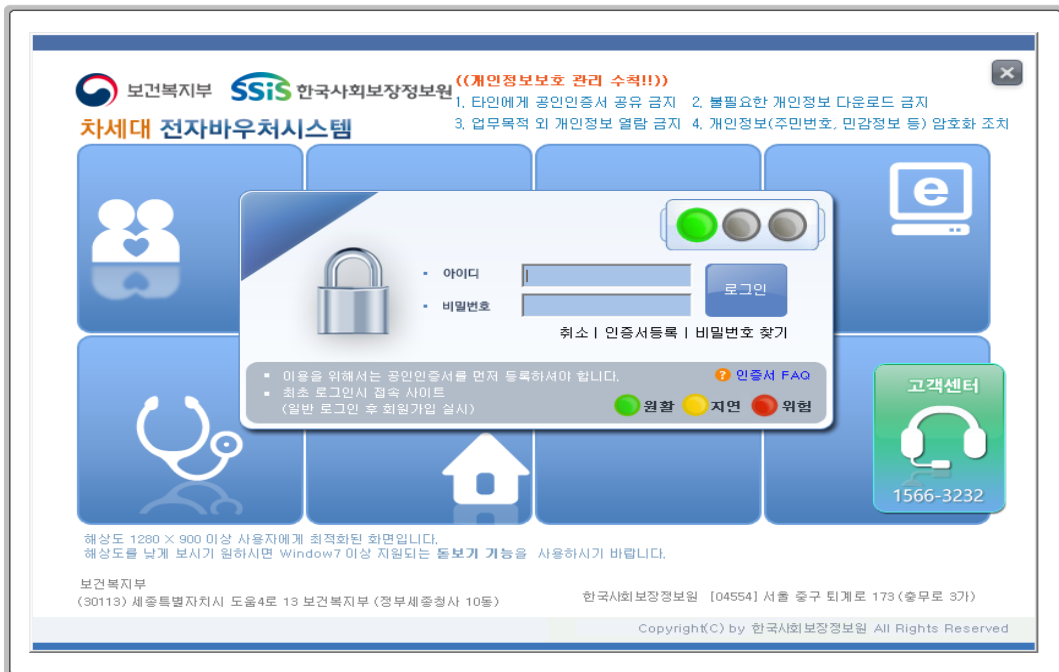 보건복지부
SSiS 한국사회보장정보원
((개인정보보호 관리 수칙!!))
1, 타인에게 공인인증서 공유 금지 2, 불필요한 개인정보 다운로드 금지
3, 업무목적 외 개인정보 열람 금지 4, 개인정보(주민번호, 민감정보 등) 암호화 조치
차세대 전자바우처시스템
e
아이디
비밀번호
로그인
취소 | 인증서등록 | 비밀번호 찾기
이용을 위해서는 공인인증서를 먼저 등록하셔야 합니다.
? 인증서 FAQ
최초 로그인시 접속 사이트
(일반 로그인 후 회원가입 실시)
원활 지연 위험
고객센터
1566-3232
해상도 1280 × 900 이상 사용자에게 최적화된 화면입니다.
해상도를 낮게 보시기 원하시면 Window7 이상 지원되는 돋보기 기능을 사용하시기 바랍니다.
보건복지부
(30113) 세종특별자치시 도움4로 13 보건복지부 (정부세종청사 10동)
한국사회보장정보원 [04554] 서울 중구 퇴계로 173 (충무로 3가)
Copyright(C) by 한국사회보장정보원 All Rights Reserved